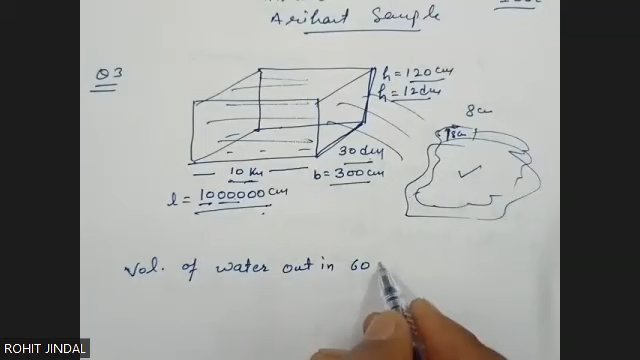 Arihant Sample
Q3
h = 120 cm
h = 12 dm
8 cm
8 cm
30 dm
10 Km
b = 300 cm
l = 1000000 cm
Vol. of water out in 60
ROHIT JINDAL